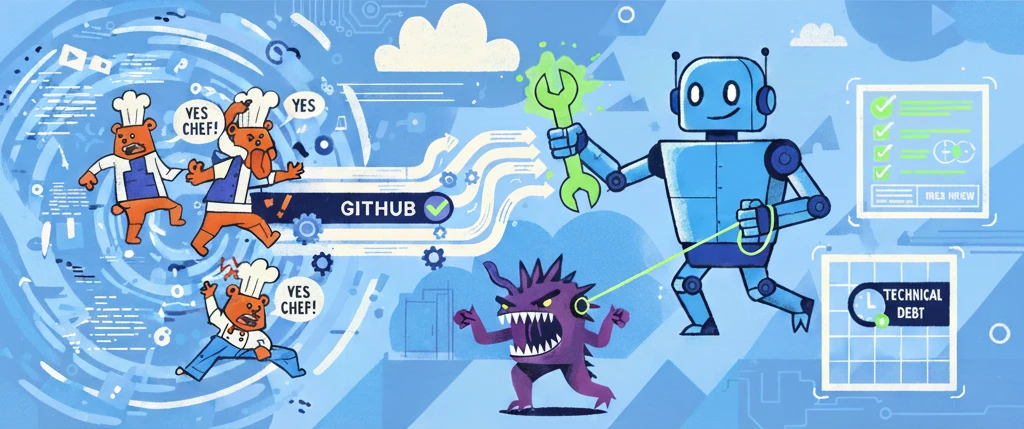 YES
CHEF!
YES
GITHUB
YES
CHEF!
TECHNICAL
DEBT